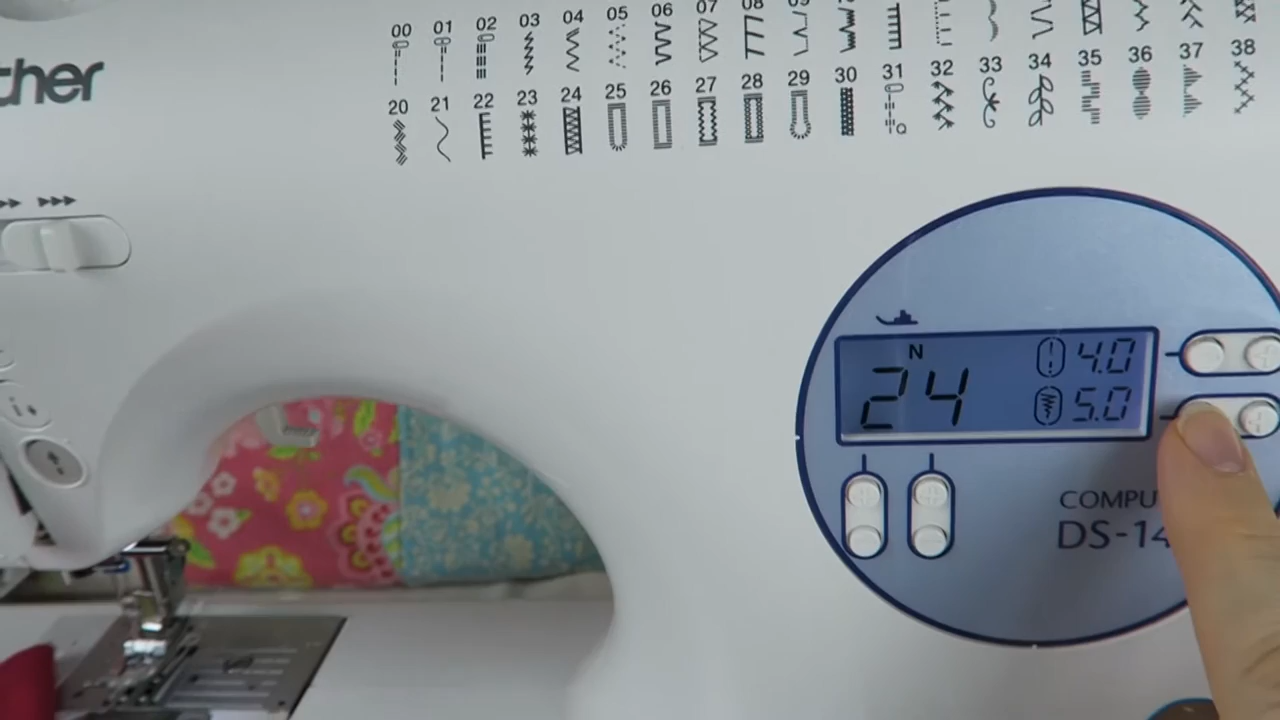 ther
00 01 02 03 04 05 06 07 08 09
20 21 22 23 24 25 26 27 28 29 30 31 32 33 34 35 36 37 38
N
24
4.0
5.0
COMPU
DS-14